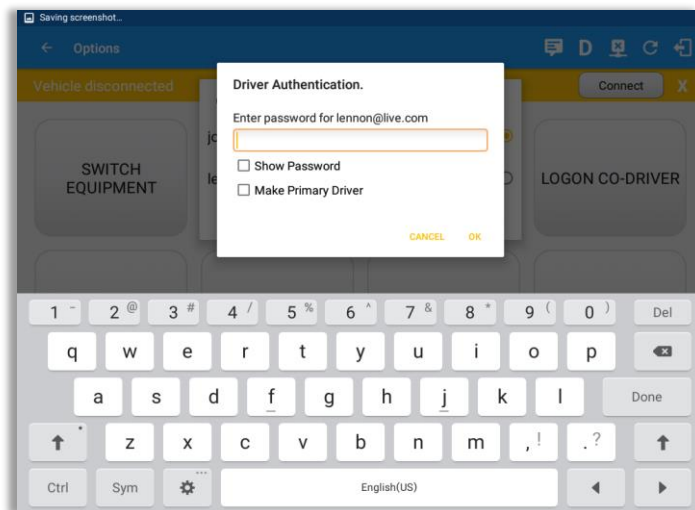 Saving screenshot...
Options
D
Vehicle disconnected
Connect
X
Driver Authentication.
Enter password for lennon@live.com
Show Password
Make Primary Driver
CANCEL OK
jo
le
SWITCH
EQUIPMENT
LOGON CO-DRIVER
1 - 2 @ 3 # 4 / 5 % 6 ^ 7 & 8 * 9 ( 0 ) Del
q w e r t y u i o p
a s d f g h j k l Done
z x c v b n m , ! . ?
Ctrl Sym English(US)